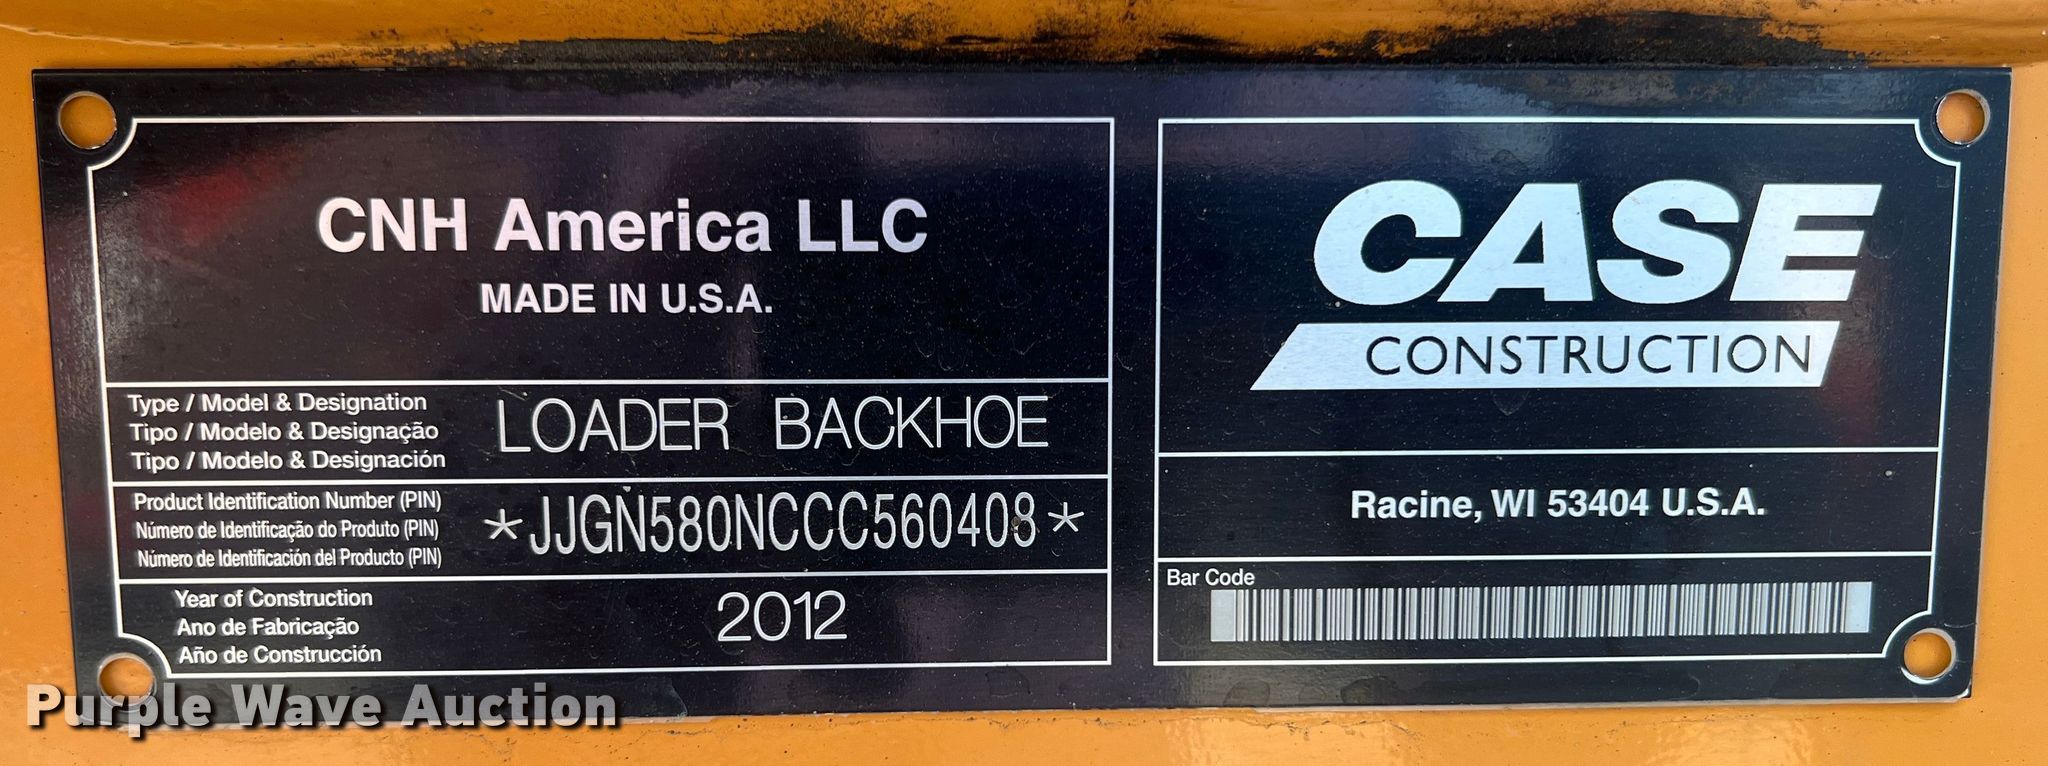 CNH America LLC
MADE IN U.S.A.
Type / Model & Designation
Tipo / Modelo & Designação
Tipo / Modelo & Designación
LOADER BACKHOE
Product Identification Number (PIN)
Número de Identificação do Produto (PIN)
Número de Identificación del Producto (PIN)
*JJGN580NCCC560408*
Year of Construction
Ano de Fabricação
Año de Construcción
2012
CASE
CONSTRUCTION
Racine, WI 53404 U.S.A.
Bar Code
Purple Wave Auction